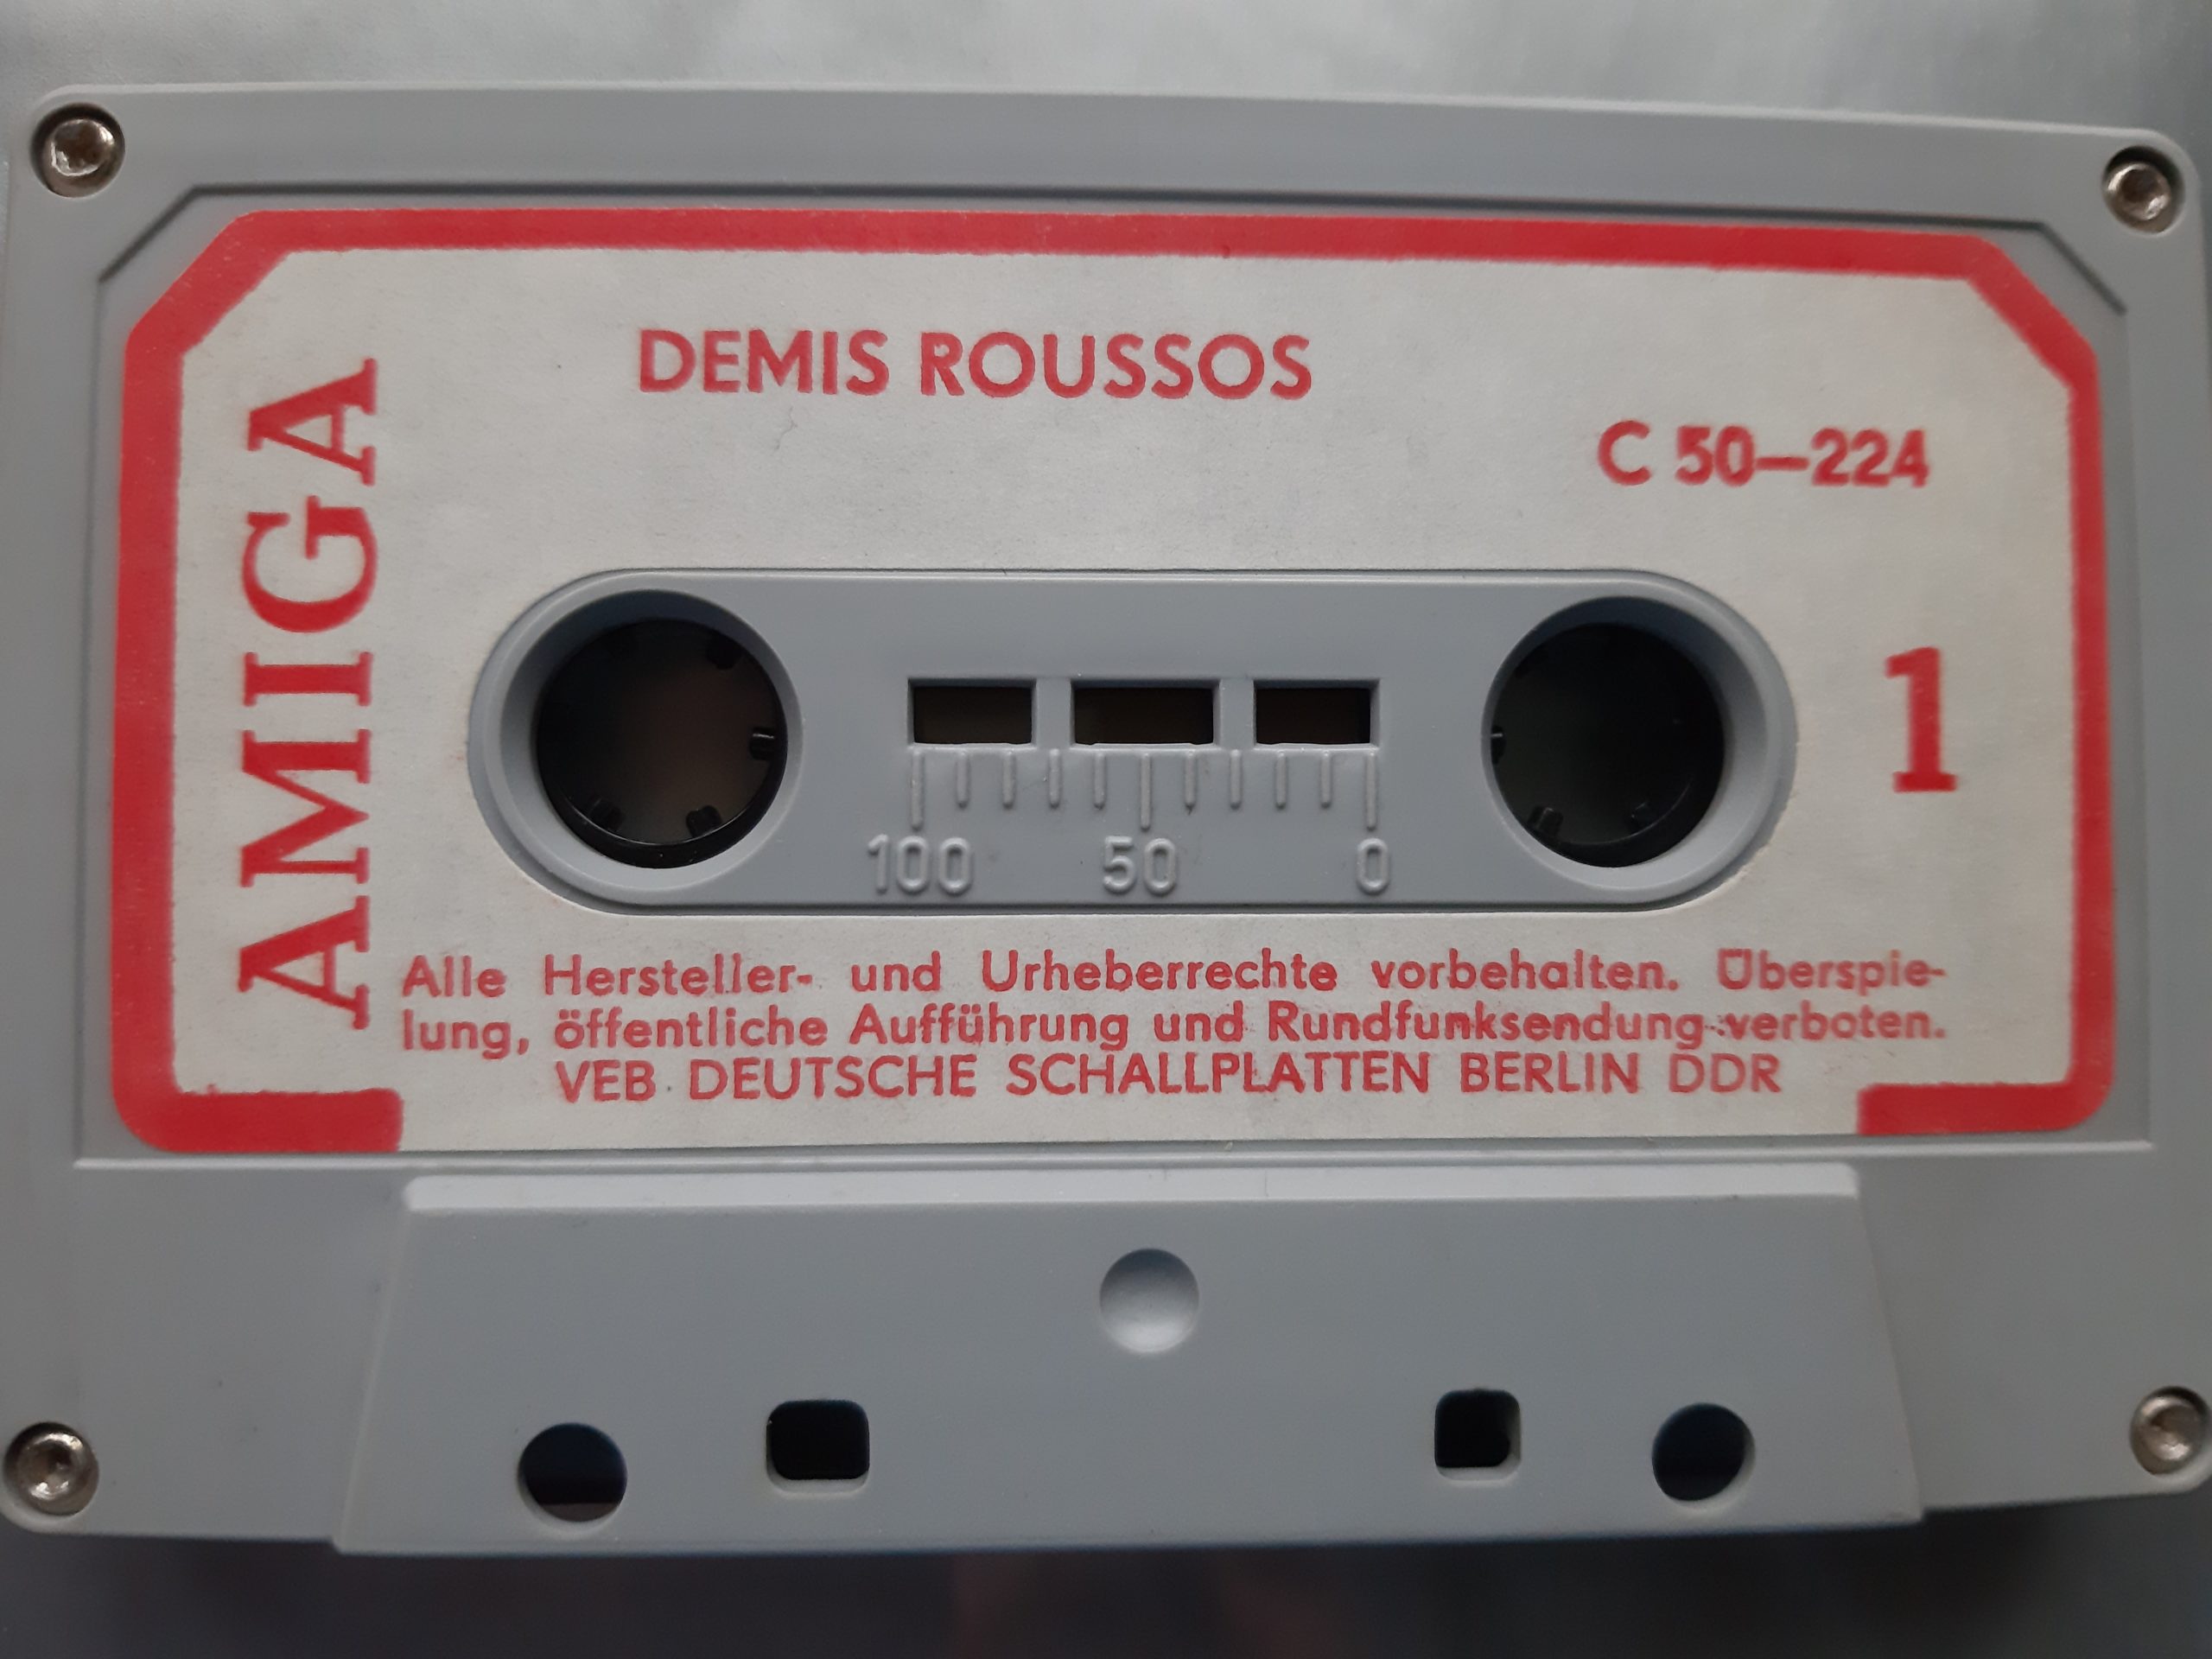 DEMIS ROUSSOS
C 50–224
AMIGA
1
100 50 0
Alle Hersteller- und Urheberrechte vorbehalten. Überspie-
lung, öffentliche Aufführung und Rundfunksendung verboten.
VEB DEUTSCHE SCHALLPLATTEN BERLIN DDR